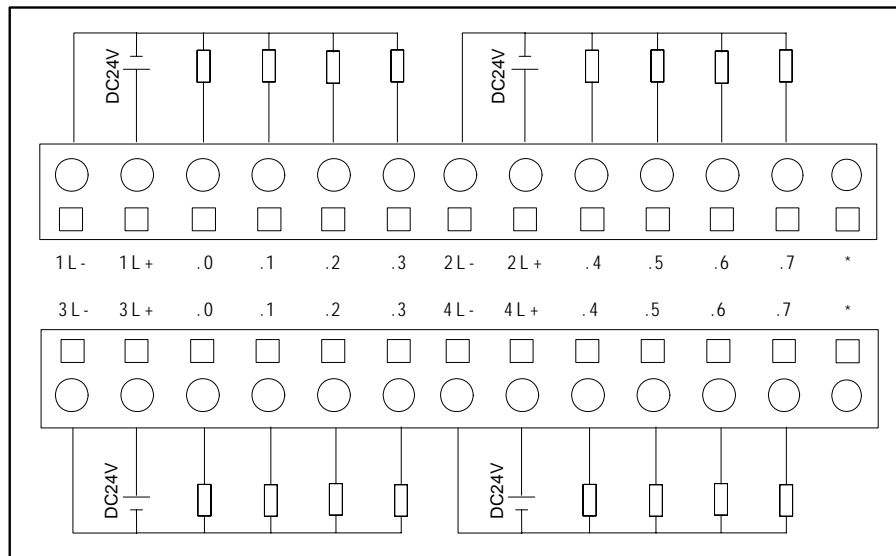 DC24V DC24V
1L- 1L+ .0 .1 .2 .3 2L- 2L+ .4 .5 .6 .7 *
3L- 3L+ .0 .1 .2 .3 4L- 4L+ .4 .5 .6 .7 *
DC24V DC24V